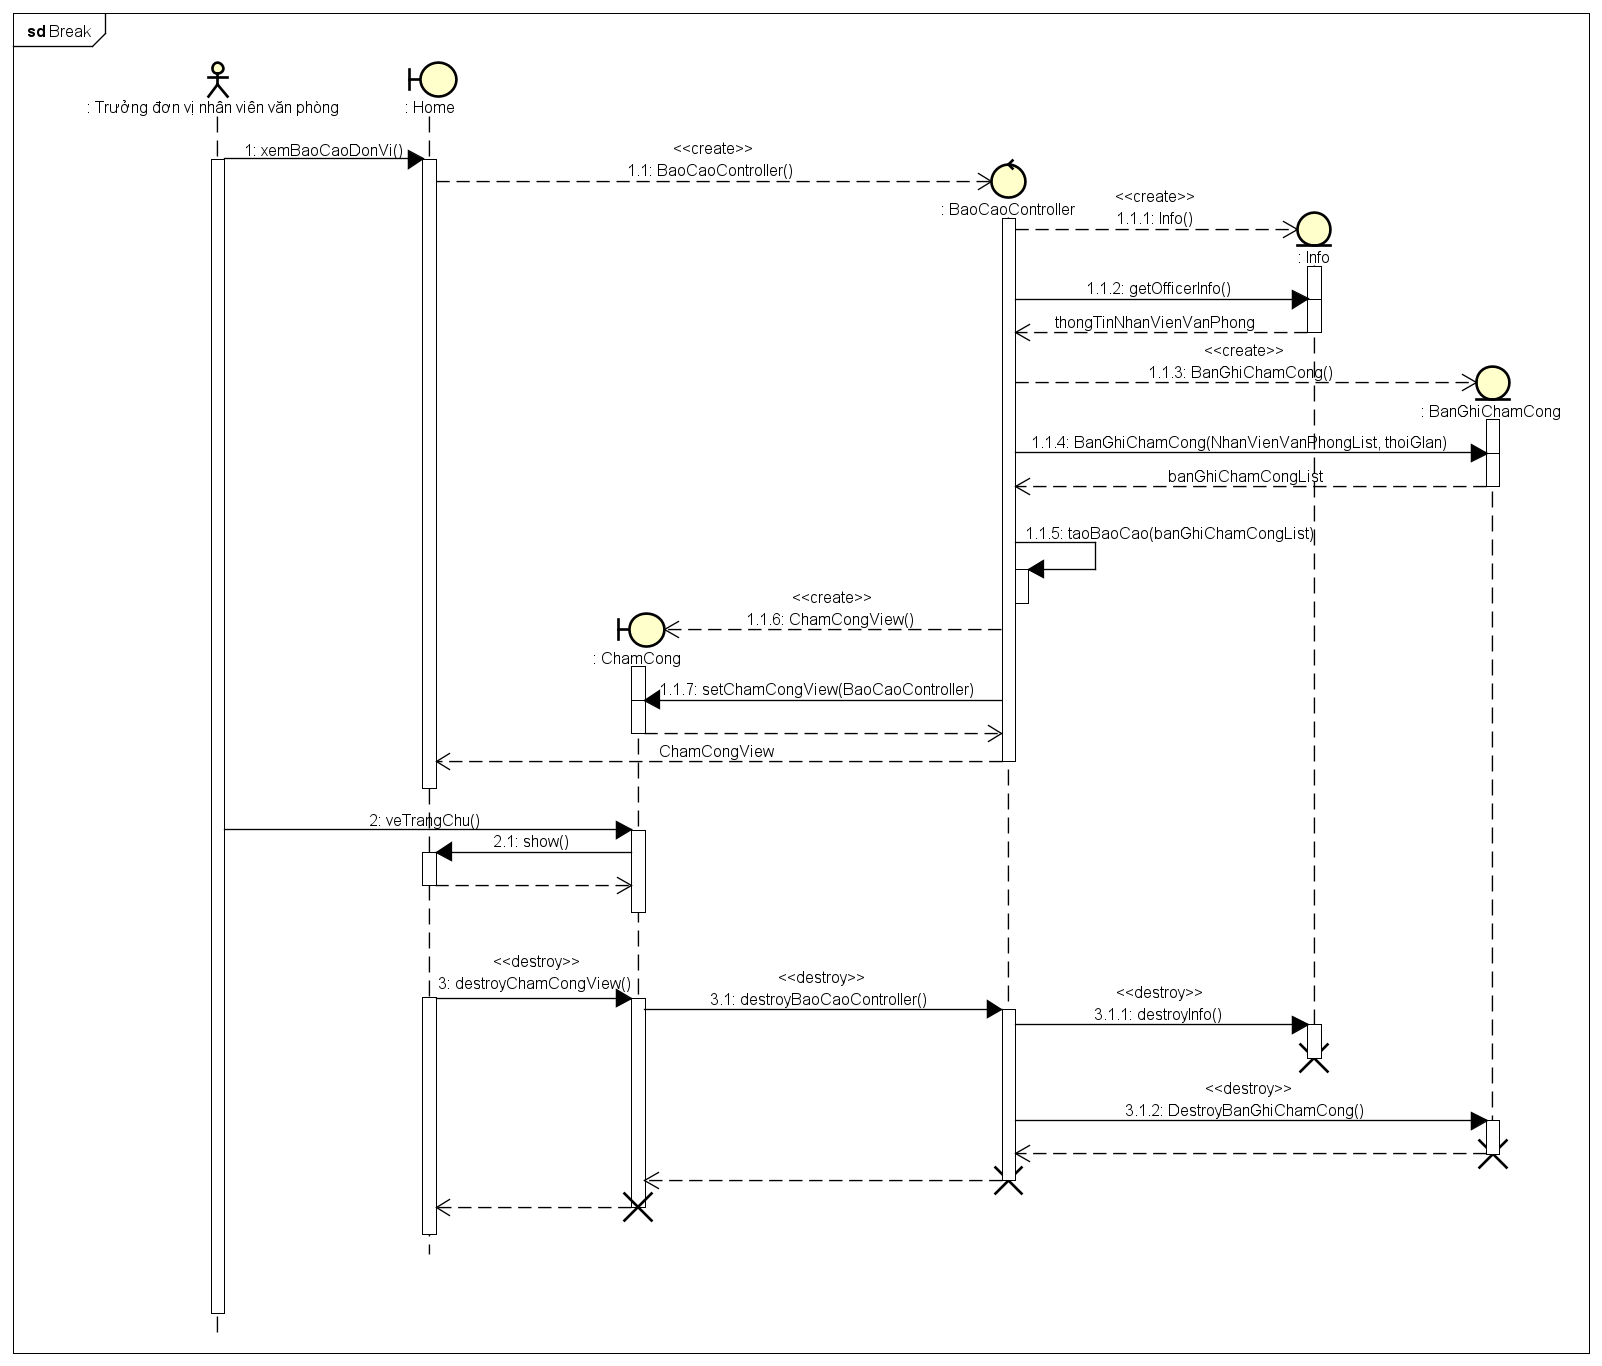 sd Break
: Trưởng đơn vị nhân viên văn phòng
: Home
1: xemBaoCaoDonVi()
<<create>>
1.1: BaoCaoController()
: BaoCaoController
<<create>>
1.1.1: Info()
: Info
1.1.2: getOfficerInfo()
thongTinNhanVienVanPhong
<<create>>
1.1.3: BanGhiChamCong()
: BanGhiChamCong
1.1.4: BanGhiChamCong(NhanVienVanPhongList, thoiGIan)
banGhiChamCongList
1.1.5: taoBaoCao(banGhiChamCongList)
<<create>>
1.1.6: ChamCongView()
: ChamCong
1.1.7: setChamCongView(BaoCaoController)
ChamCongView
2: veTrangChu()
2.1: show()
<<destroy>>
3: destroyChamCongView()
<<destroy>>
3.1: destroyBaoCaoController()
<<destroy>>
3.1.1: destroyInfo()
<<destroy>>
3.1.2: DestroyBanGhiChamCong()